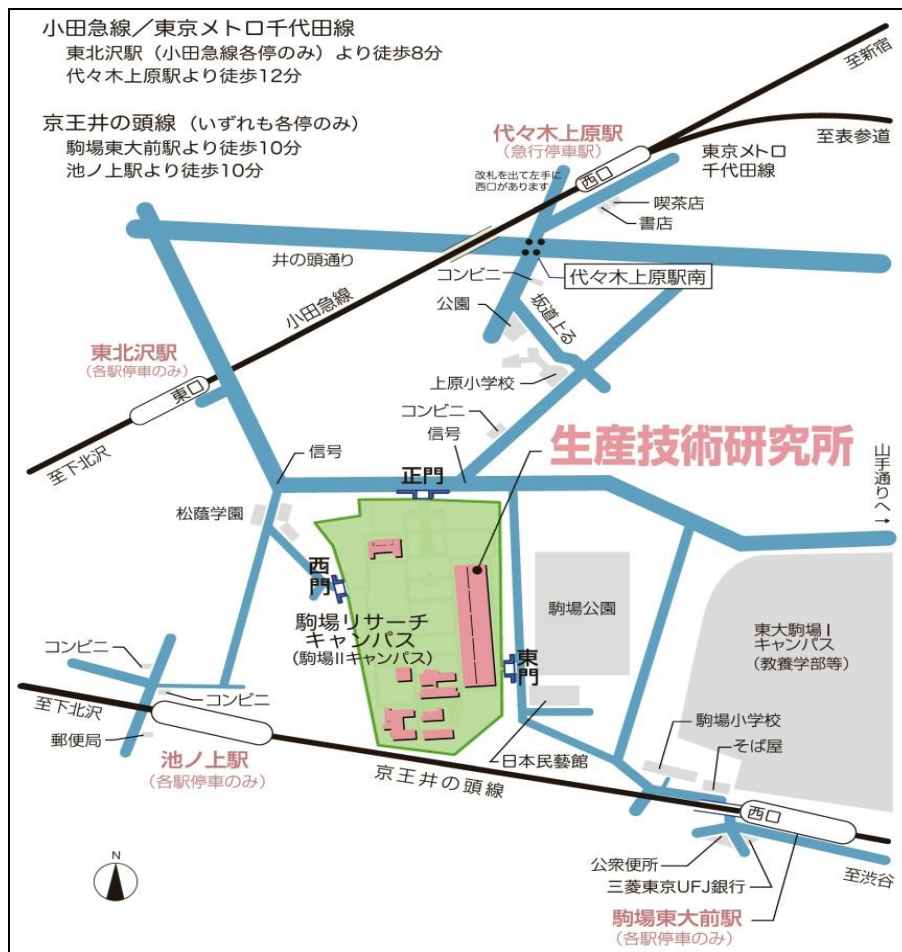 小田急線／東京メトロ千代田線
東北沢駅（小田急線各停のみ）より徒歩8分
代々木上原駅より徒歩12分
京王井の頭線（いずれも各停のみ）
駒場東大前駅より徒歩10分
池ノ上駅より徒歩10分
至新宿
代々木上原駅
（急行停車駅）
至表参道
東京メトロ
千代田線
改札を出て左手に
西口があります
西口
喫茶店
書店
井の頭通り
コンビニ
代々木上原駅南
小田急線
公園
坂道上る
東北沢駅
（各駅停車のみ）
東口
上原小学校
コンビニ
信号
至下北沢
信号
生産技術研究所
山手通りへ→
正門
松蔭学園
西門
駒場リサーチ
キャンパス
（駒場IIキャンパス）
駒場公園
東大駒場I
キャンパス
（教養学部等）
東門
コンビニ
コンビニ
至下北沢
郵便局
池ノ上駅
（各駅停車のみ）
京王井の頭線
日本民藝館
駒場小学校
そば屋
西口
公衆便所
三菱東京UFJ銀行
至渋谷
駒場東大前駅
（各駅停車のみ）
N